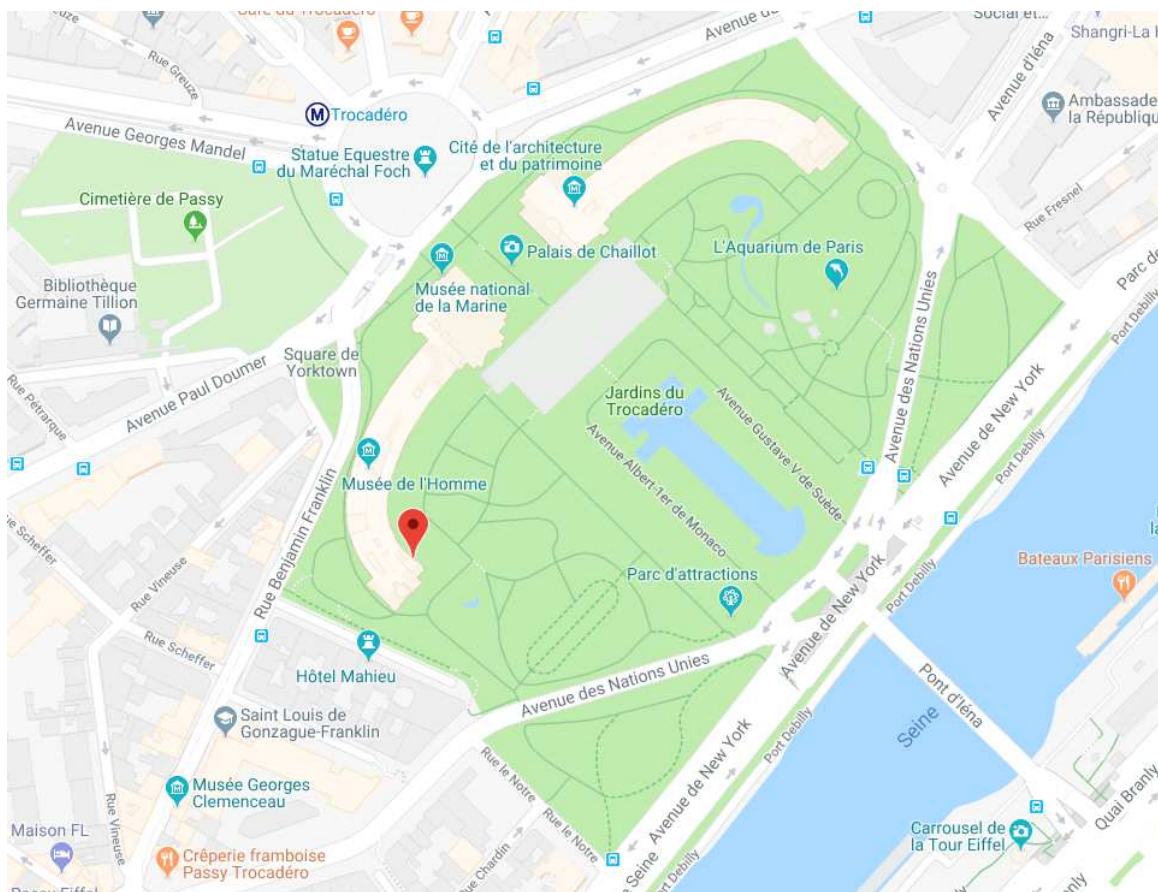 Café du Trocadéro
Avenue du
Social et...
Shangri-La H
Rue Greuze
Avenue d'Iéna
M
Trocadéro
Ambassade
la République
Avenue Georges Mandel
Statue Equestre
du Maréchal Foch
Cité de l'architecture
et du patrimoine
Cimetière de Passy
Rue Fresnel
Palais de Chaillot
L'Aquarium de Paris
Musée national
de la Marine
Bibliothèque
Germaine Tillion
Parc de
Port Debilly
Avenue des Nations Unies
Square de
Yorktown
Avenue Paul Doumer
Rue Pétrarque
Jardins du
Trocadéro
Avenue Gustave V-de Suède
Avenue Albert-1er de Monaco
Avenue de New York
Port Debilly
Musée de l'Homme
Rue Benjamin Franklin
Rue Scheffer
Rue Vineuse
Parc d'attractions
Bateaux Parisiens
Port Debilly
Avenue de New York
Rue Scheffer
Hôtel Mahieu
Avenue des Nations Unies
Pont d'Iéna
Seine
Saint Louis de
Gonzague-Franklin
Port Debilly
Avenue de New York
Rue le Notre
Rue le Notre
Musée Georges
Clemenceau
Quai Branly
Rue Vineuse
Maison FL
Carrousel de
la Tour Eiffel
Crêperie framboise
Passy Trocadéro
Rue Chardin
Seine
Port Debilly